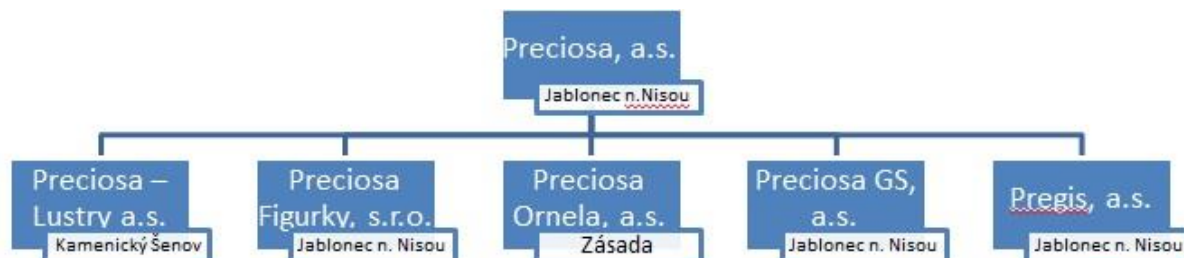 Preciosa, a.s.
Jablonec n.Nisou
Preciosa –
Lustry a.s.
Kamenický Šenov
Preciosa
Figurky, s.r.o.
Jablonec n. Nisou
Preciosa
Ornela, a.s.
Zásada
Preciosa GS,
a.s.
Jablonec n. Nisou
Pregis, a.s.
Jablonec n. Nisou